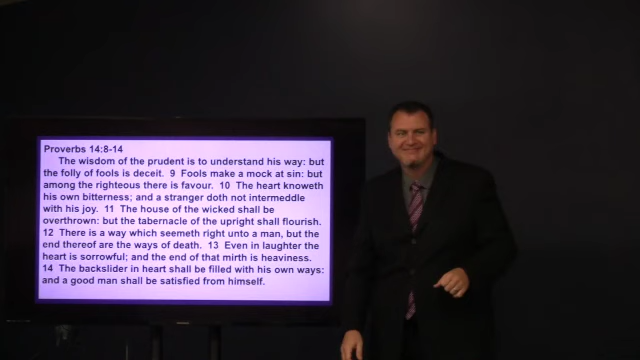 Proverbs 14:8-14
The wisdom of the prudent is to understand his way: but
the folly of fools is deceit. 9 Fools make a mock at sin: but
among the righteous there is favour. 10 The heart knoweth
his own bitterness; and a stranger doth not intermeddle
with his joy. 11 The house of the wicked shall be
overthrown: but the tabernacle of the upright shall flourish.
12 There is a way which seemeth right unto a man, but the
end thereof are the ways of death. 13 Even in laughter the
heart is sorrowful; and the end of that mirth is heaviness.
14 The backslider in heart shall be filled with his own ways:
and a good man shall be satisfied from himself.